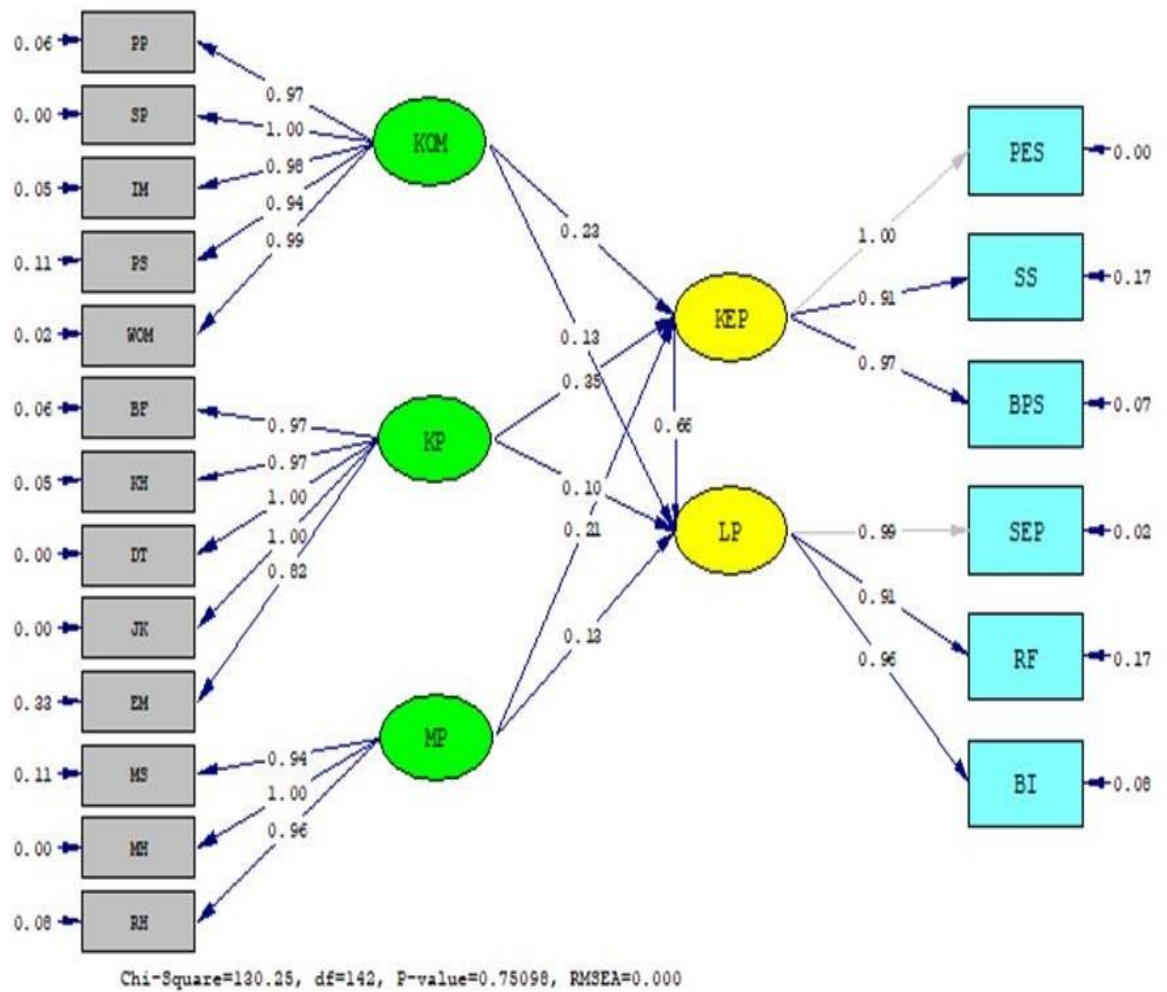 0.06 PP
0.00 SP
0.05 IM
0.11 PS
0.02 WOM
0.06 BF
0.05 KH
0.00 DT
0.00 JK
0.33 EM
0.11 MS
0.00 MH
0.08 RM
0.97
1.00
0.98
0.94
0.99
0.97
0.97
1.00
1.00
0.82
0.94
1.00
0.96
KOM
KP
MP
0.23
0.13
0.35
0.10
0.21
0.13
0.66
KEP
LP
1.00
0.91
0.97
0.99
0.91
0.96
PES 0.00
SS 0.17
BPS 0.07
SEP 0.02
RF 0.17
BI 0.08
Chi-Square=130.25, df=142, P-value=0.75098, RMSEA=0.000